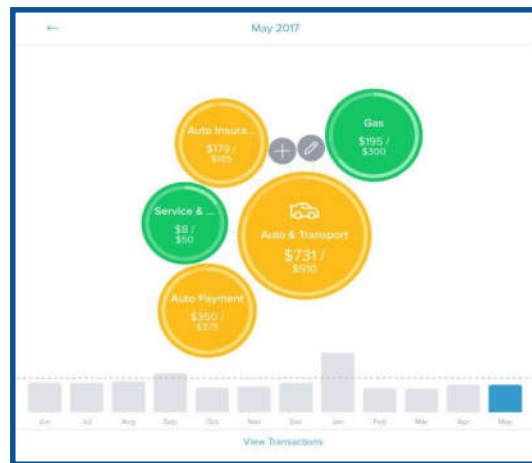 ←
May 2017
Auto Insura...
$179 /
$185
Gas
$195 /
$300
Service & ...
$8 /
$50
Auto & Transport
$731 /
$910
Auto Payment
$350 /
$375
Jun Jul Aug Sep Oct Nov Dec Jan Feb Mar Apr May
View Transactions